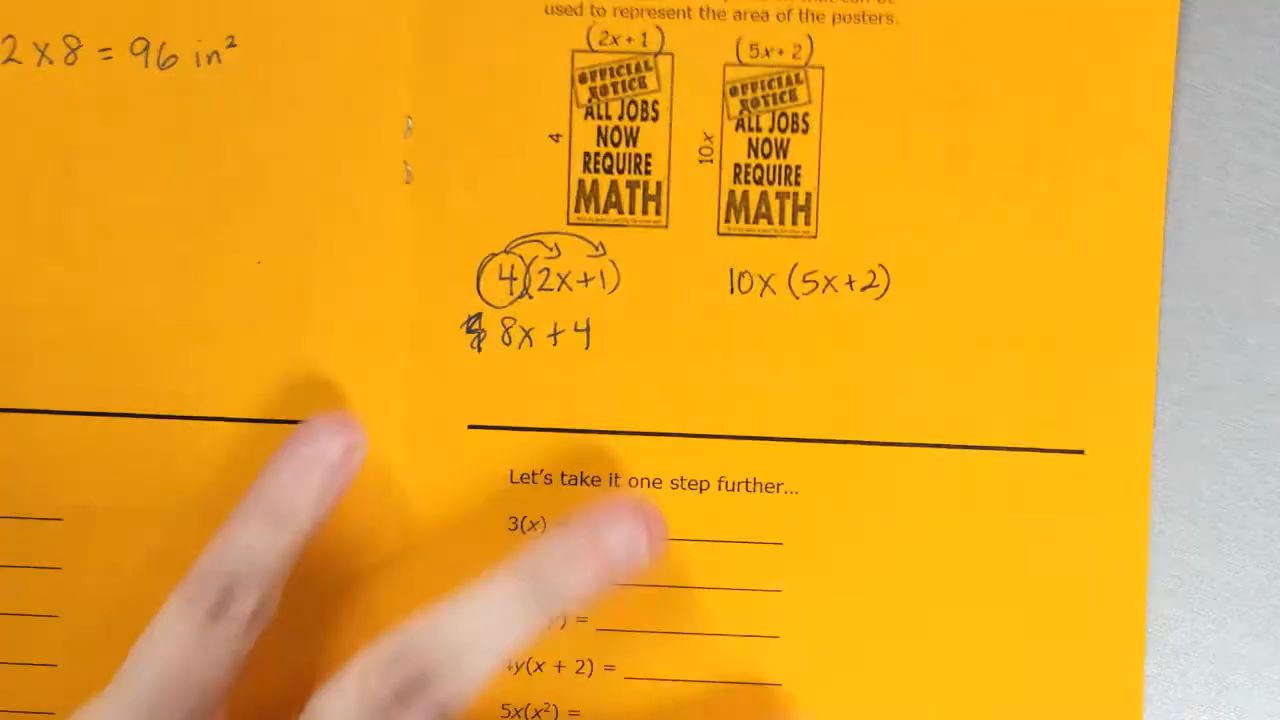 used to represent the area of the posters.
2 x 8 = 96 in²
(2x + 1)
(5x + 2)
4
OFFICIAL
NOTICE
ALL JOBS
NOW
REQUIRE
MATH
10x
OFFICIAL
NOTICE
ALL JOBS
NOW
REQUIRE
MATH
4(2x+1)
8x + 4
10x (5x+2)
Let's take it one step further...
3(x)
) =
y(x + 2) =
5x(x²) =